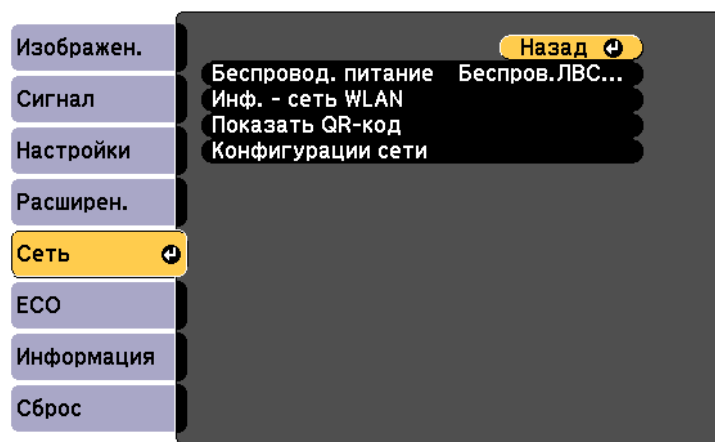 Изображен.
Сигнал
Настройки
Расширен.
Сеть
ECO
Информация
Сброс
Назад
Беспровод. питание Беспров.ЛВС...
Инф. - сеть WLAN
Показать QR-код
Конфигурации сети